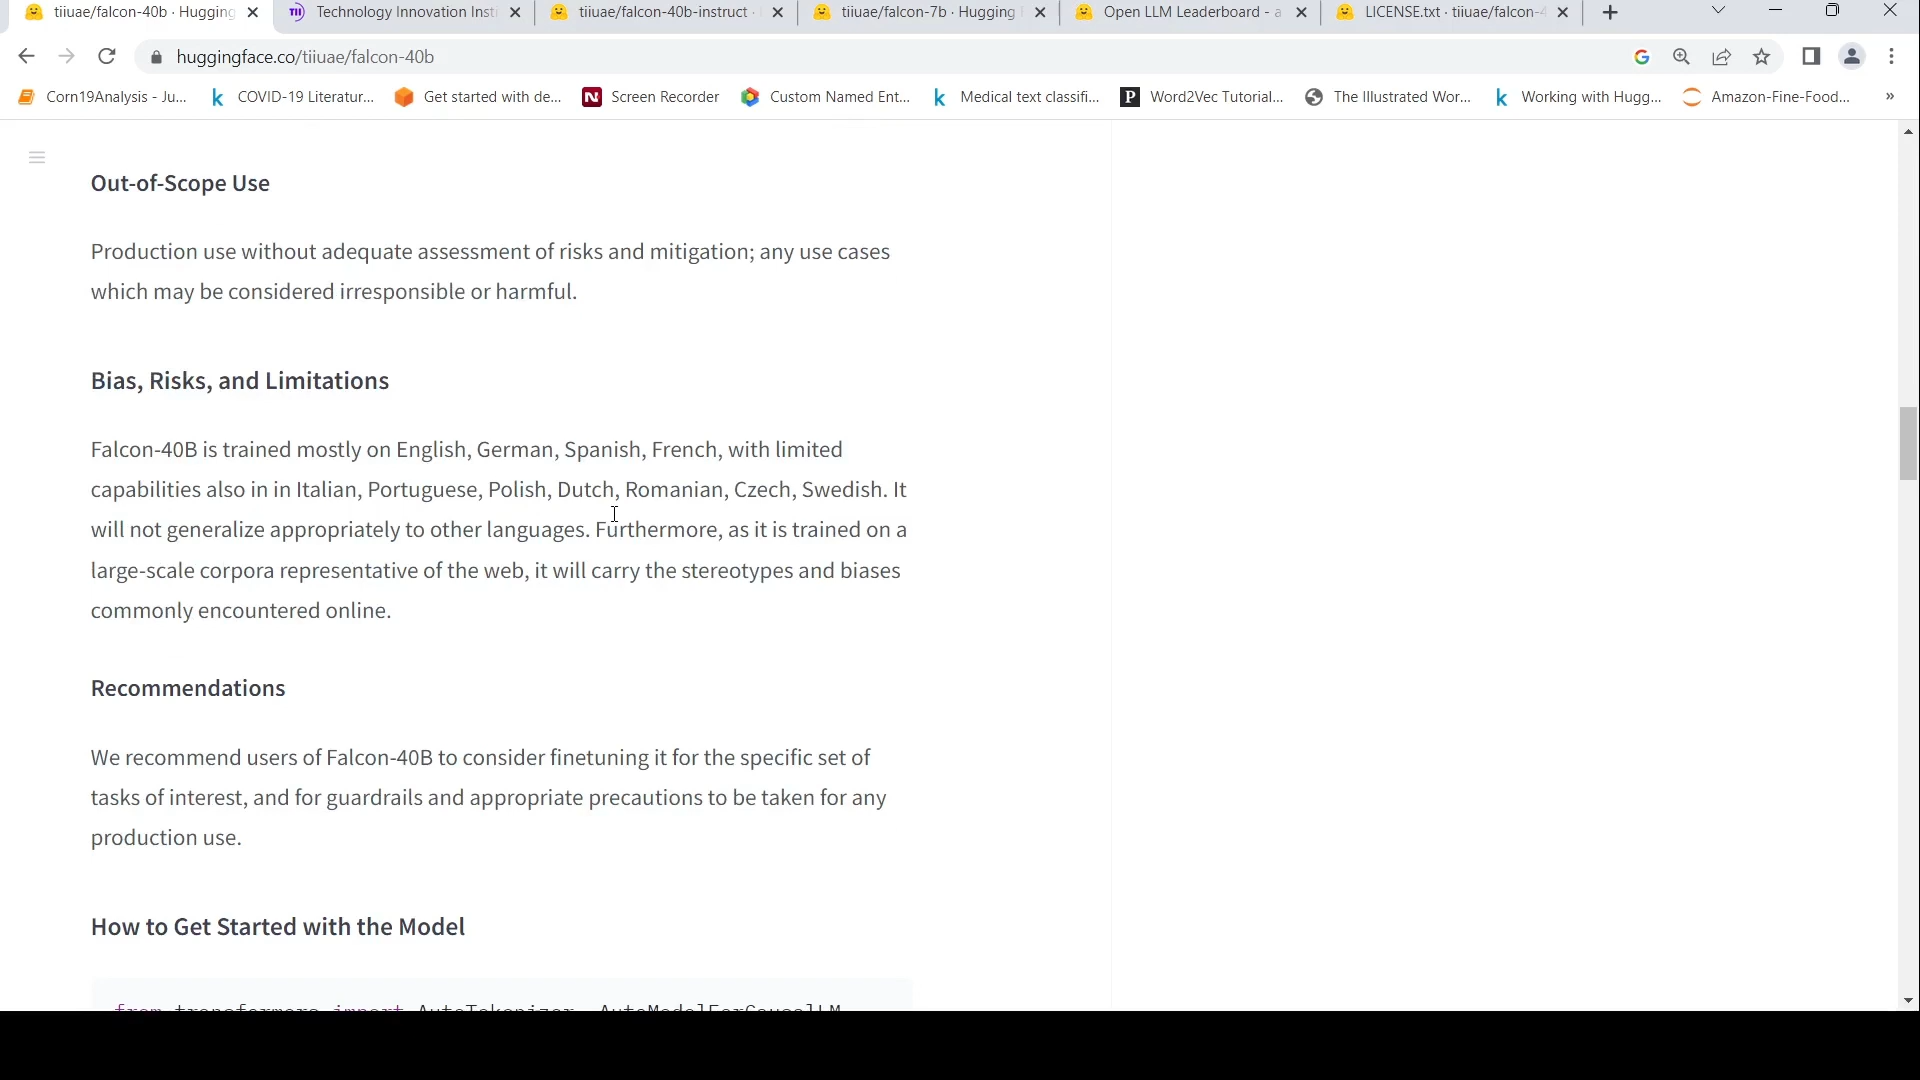 tiiuae/falcon-40b · Hugging
Technology Innovation Insti
tiiuae/falcon-40b-instruct ·
tiiuae/falcon-7b · Hugging
Open LLM Leaderboard - a
LICENSE.txt · tiiuae/falcon-4
huggingface.co/tiiuae/falcon-40b
Corn19Analysis - Ju...
COVID-19 Literatur...
Get started with de...
Screen Recorder
Custom Named Ent...
Medical text classifi...
Word2Vec Tutorial...
The Illustrated Wor...
Working with Hugg...
Amazon-Fine-Food...
»
Out-of-Scope Use
Production use without adequate assessment of risks and mitigation; any use cases
which may be considered irresponsible or harmful.
Bias, Risks, and Limitations
Falcon-40B is trained mostly on English, German, Spanish, French, with limited
capabilities also in in Italian, Portuguese, Polish, Dutch, Romanian, Czech, Swedish. It
will not generalize appropriately to other languages. Furthermore, as it is trained on a
large-scale corpora representative of the web, it will carry the stereotypes and biases
commonly encountered online.
Recommendations
We recommend users of Falcon-40B to consider finetuning it for the specific set of
tasks of interest, and for guardrails and appropriate precautions to be taken for any
production use.
How to Get Started with the Model
from transformers import AutoTokenizer, AutoModelForCausalLM